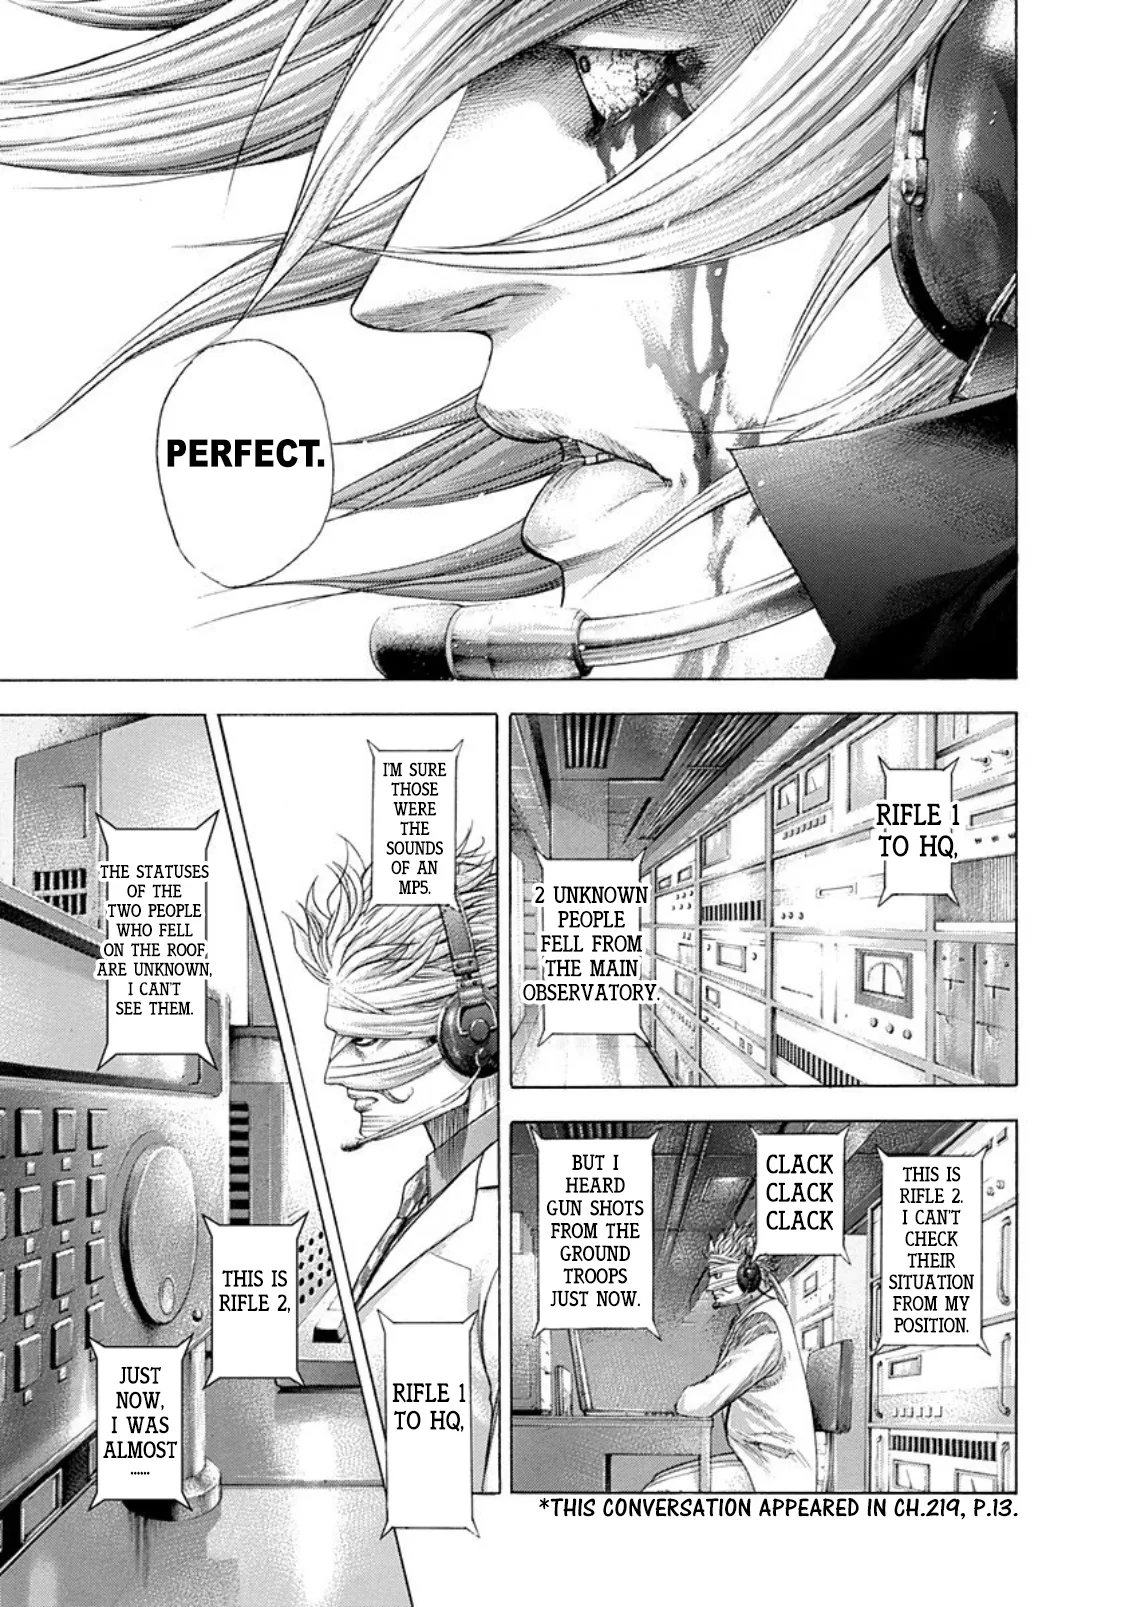 PERFECT.
RIFLE 1
TO HQ,
2 UNKNOWN
PEOPLE
FELL FROM
THE MAIN
OBSERVATORY.
THIS IS
RIFLE 2.
I CAN'T
CHECK
THEIR
SITUATION
FROM MY
POSITION.
CLACK
CLACK
CLACK
BUT I
HEARD
GUN SHOTS
FROM THE
GROUND
TROOPS
JUST NOW.
*THIS CONVERSATION APPEARED IN CH.219, P.13.
I'M SURE
THOSE
WERE
THE
SOUNDS
OF AN
MP5.
RIFLE 1
TO HQ,
THE STATUSES
OF THE
TWO PEOPLE
WHO FELL
ON THE ROOF,
ARE UNKNOWN,
I CAN'T
SEE THEM.
THIS IS
RIFLE 2,
JUST
NOW,
I WAS
ALMOST
......